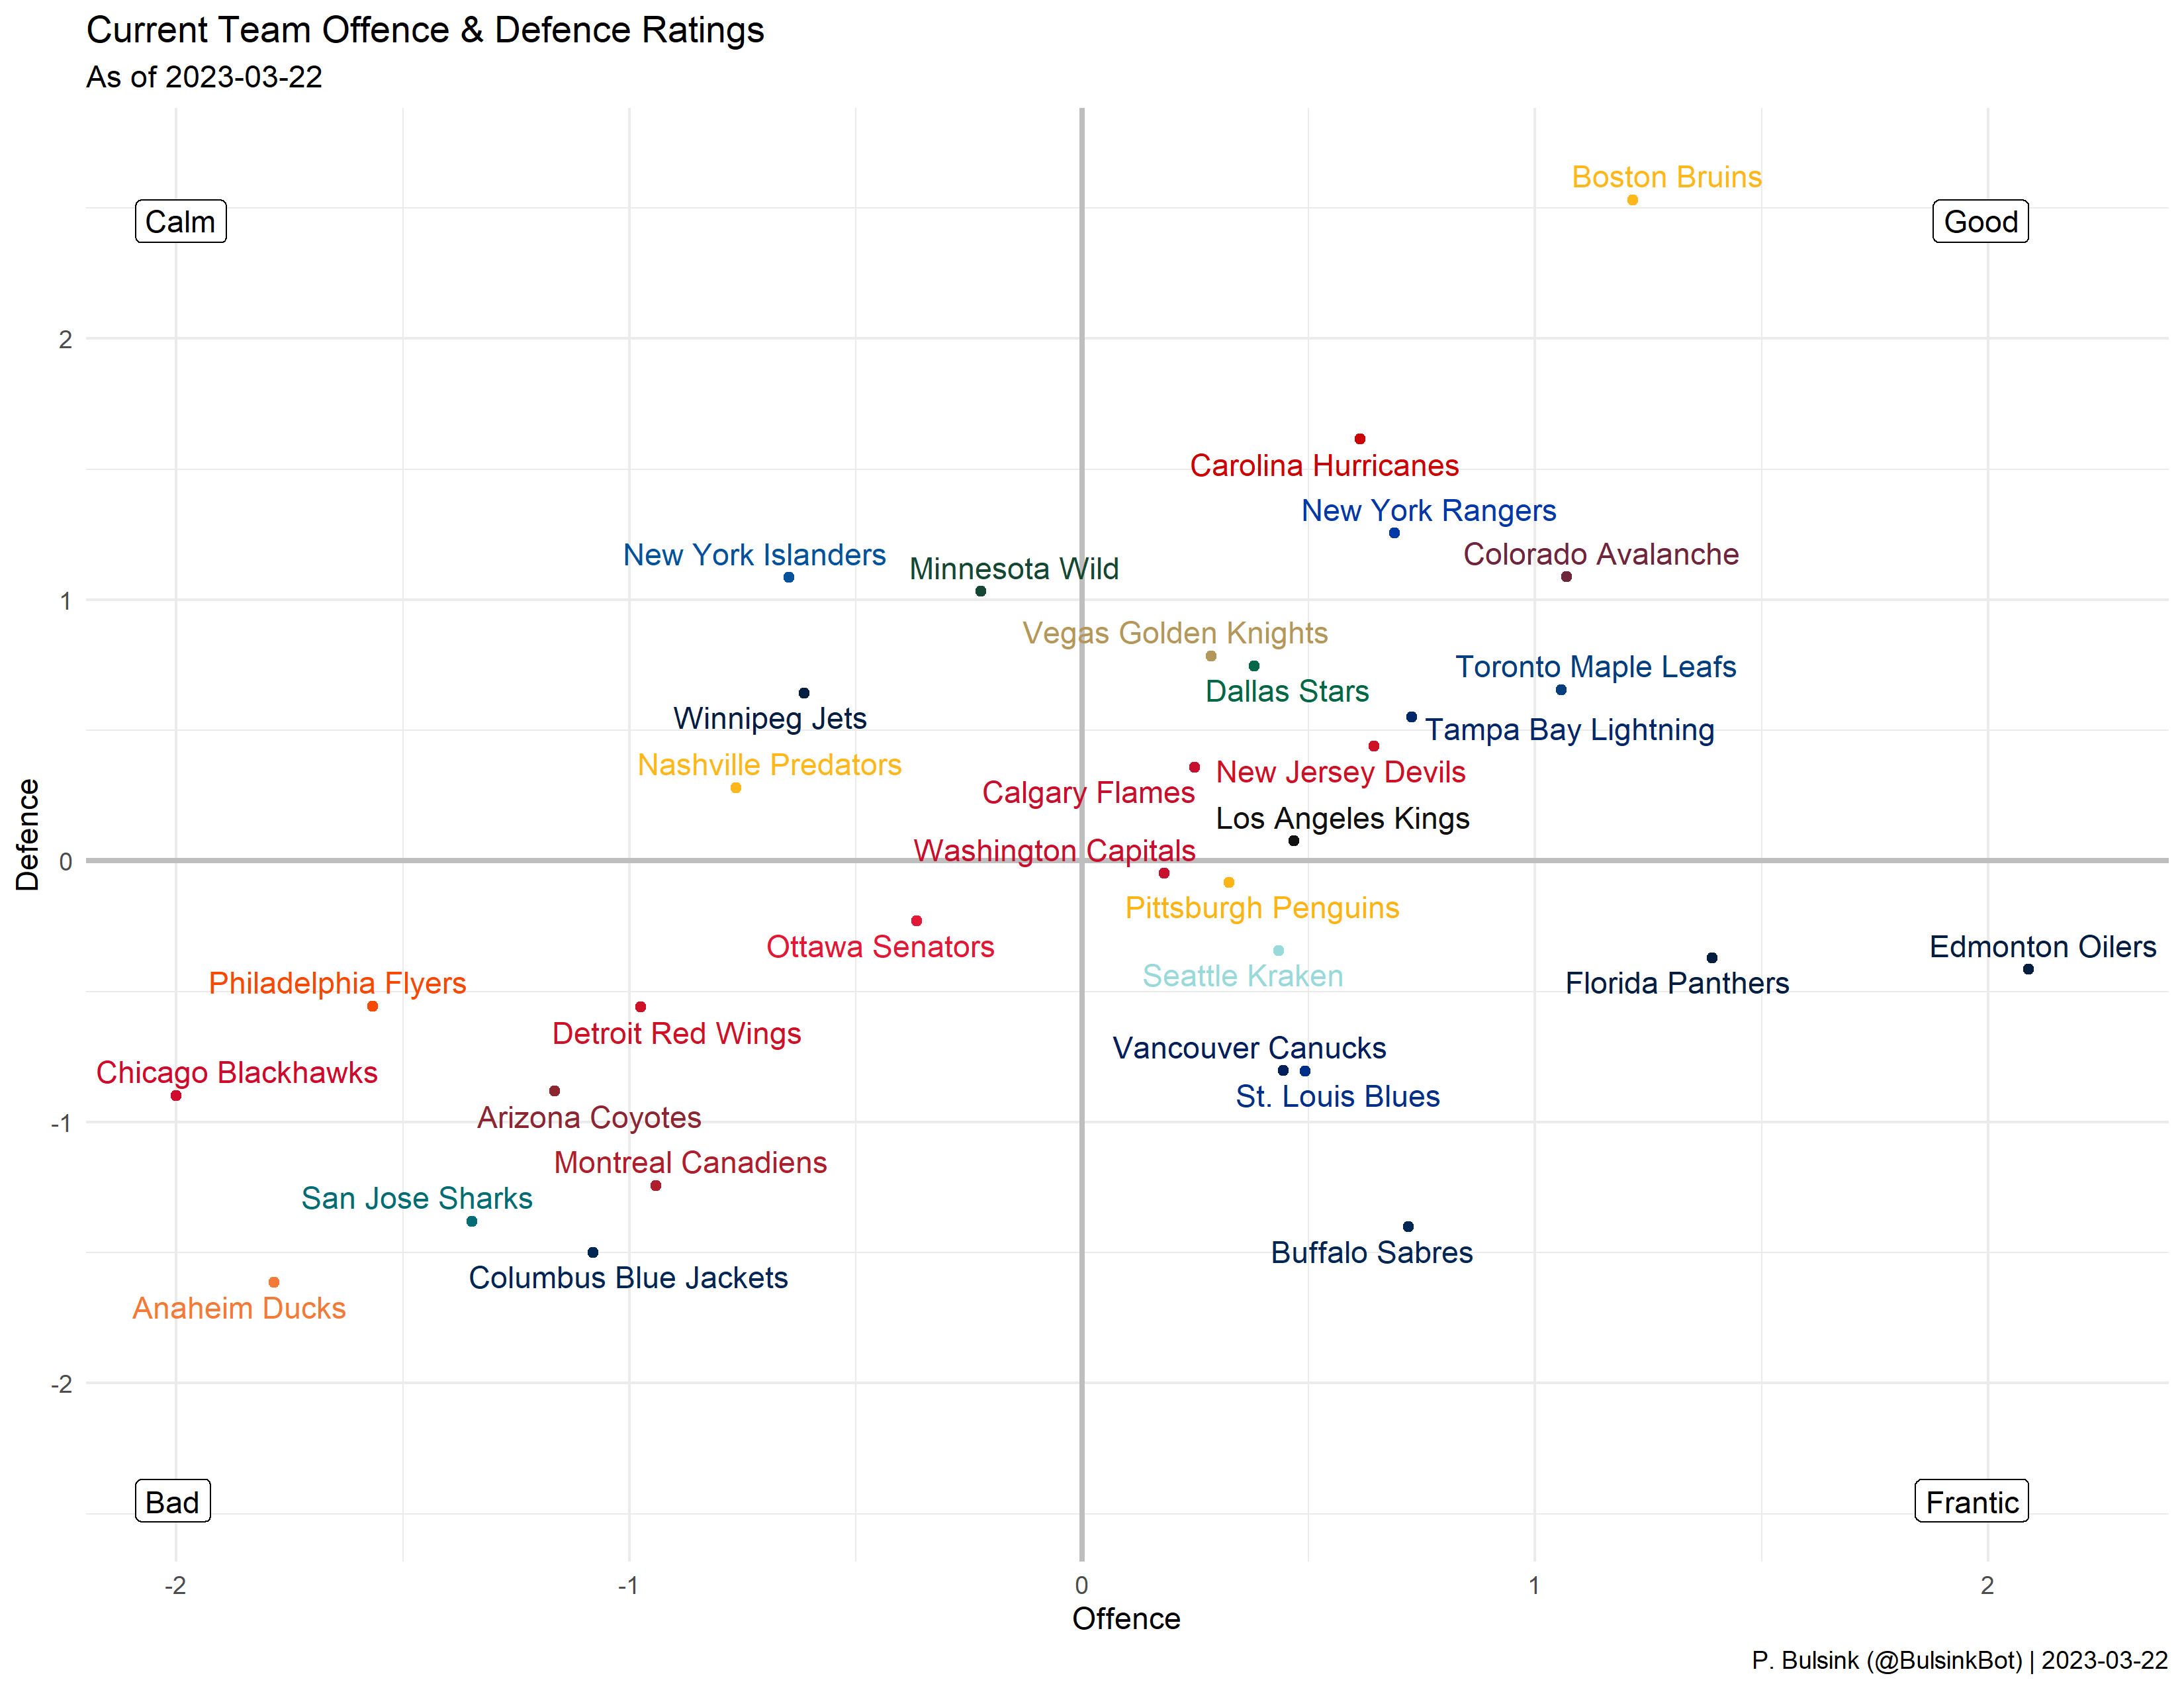 Current Team Offence & Defence Ratings
As of 2023-03-22
Boston Bruins
Calm
Good
2
Carolina Hurricanes
New York Rangers
New York Islanders
Minnesota Wild
Colorado Avalanche
1
Vegas Golden Knights
Toronto Maple Leafs
Dallas Stars
Winnipeg Jets
Tampa Bay Lightning
Nashville Predators
New Jersey Devils
Calgary Flames
Los Angeles Kings
Defence
Washington Capitals
0
Pittsburgh Penguins
Ottawa Senators
Edmonton Oilers
Seattle Kraken
Philadelphia Flyers
Florida Panthers
Detroit Red Wings
Vancouver Canucks
Chicago Blackhawks
St. Louis Blues
Arizona Coyotes
-1
Montreal Canadiens
San Jose Sharks
Buffalo Sabres
Columbus Blue Jackets
Anaheim Ducks
-2
Bad
Frantic
-2 -1 0 1 2
Offence
P. Bulsink (@BulsinkBot) | 2023-03-22